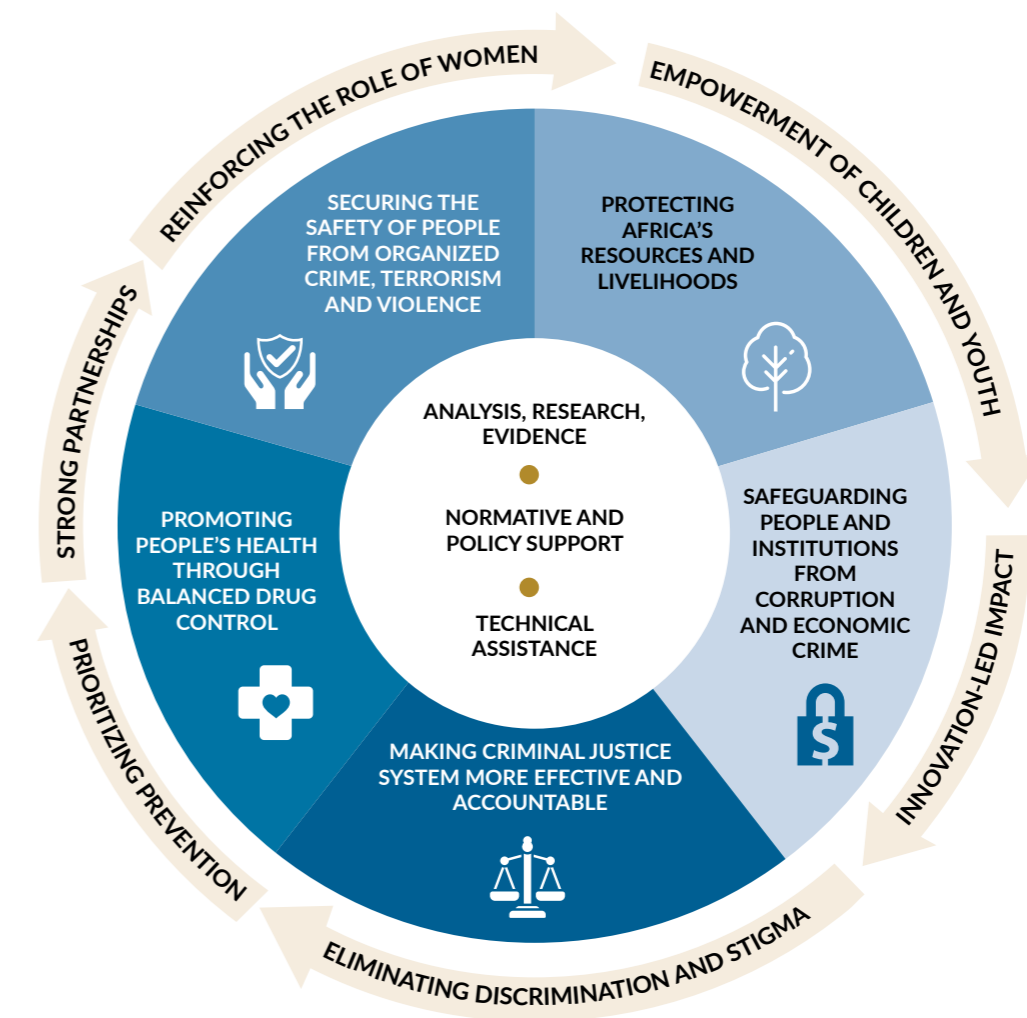 REINFORCING THE ROLE OF WOMEN
EMPOWERMENT OF CHILDREN AND YOUTH
INNOVATION-LED IMPACT
ELIMINATING DISCRIMINATION AND STIGMA
PRIORITIZING PREVENTION
STRONG PARTNERSHIPS
SECURING THE
SAFETY OF PEOPLE
FROM ORGANIZED
CRIME, TERRORISM
AND VIOLENCE
PROTECTING
AFRICA'S
RESOURCES AND
LIVELIHOODS
SAFEGUARDING
PEOPLE AND
INSTITUTIONS
FROM
CORRUPTION
AND ECONOMIC
CRIME
$
MAKING CRIMINAL JUSTICE
SYSTEM MORE EFECTIVE AND
ACCOUNTABLE
PROMOTING
PEOPLE'S HEALTH
THROUGH
BALANCED DRUG
CONTROL
ANALYSIS, RESEARCH,
EVIDENCE
NORMATIVE AND
POLICY SUPPORT
TECHNICAL
ASSISTANCE